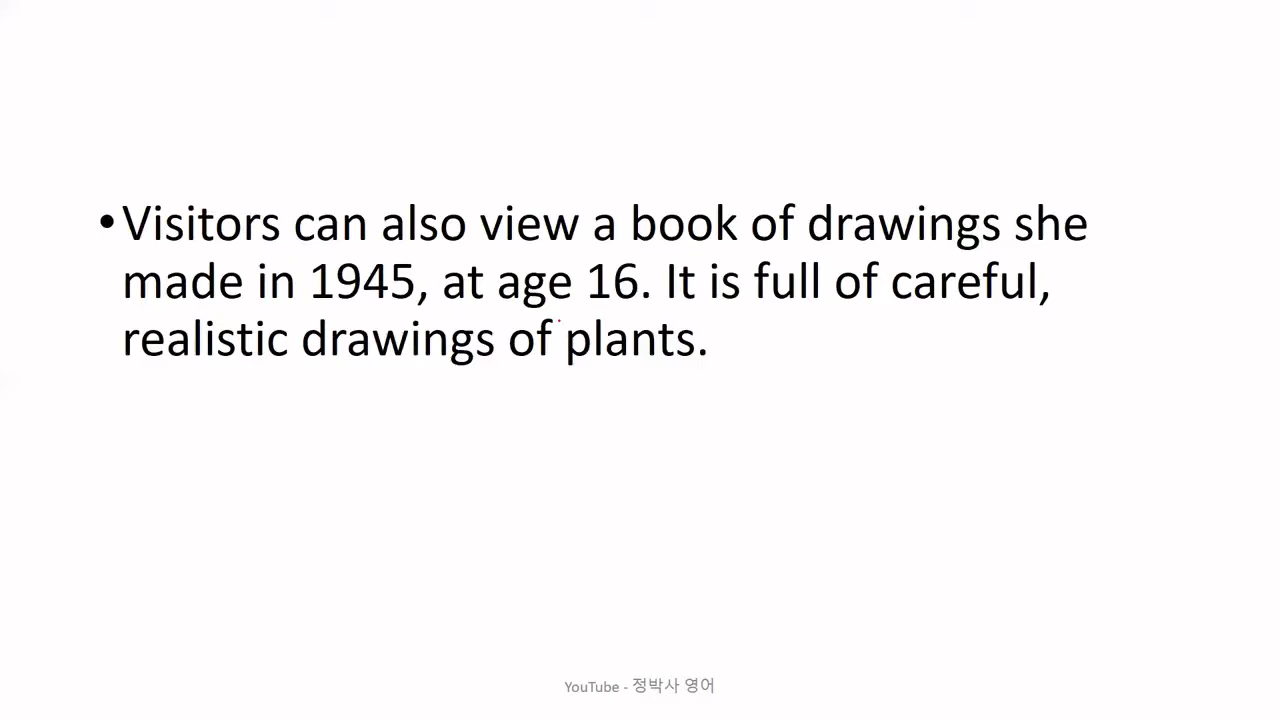 •Visitors can also view a book of drawings she
made in 1945, at age 16. It is full of careful,
realistic drawings of plants.
YouTube - 정박사 영어